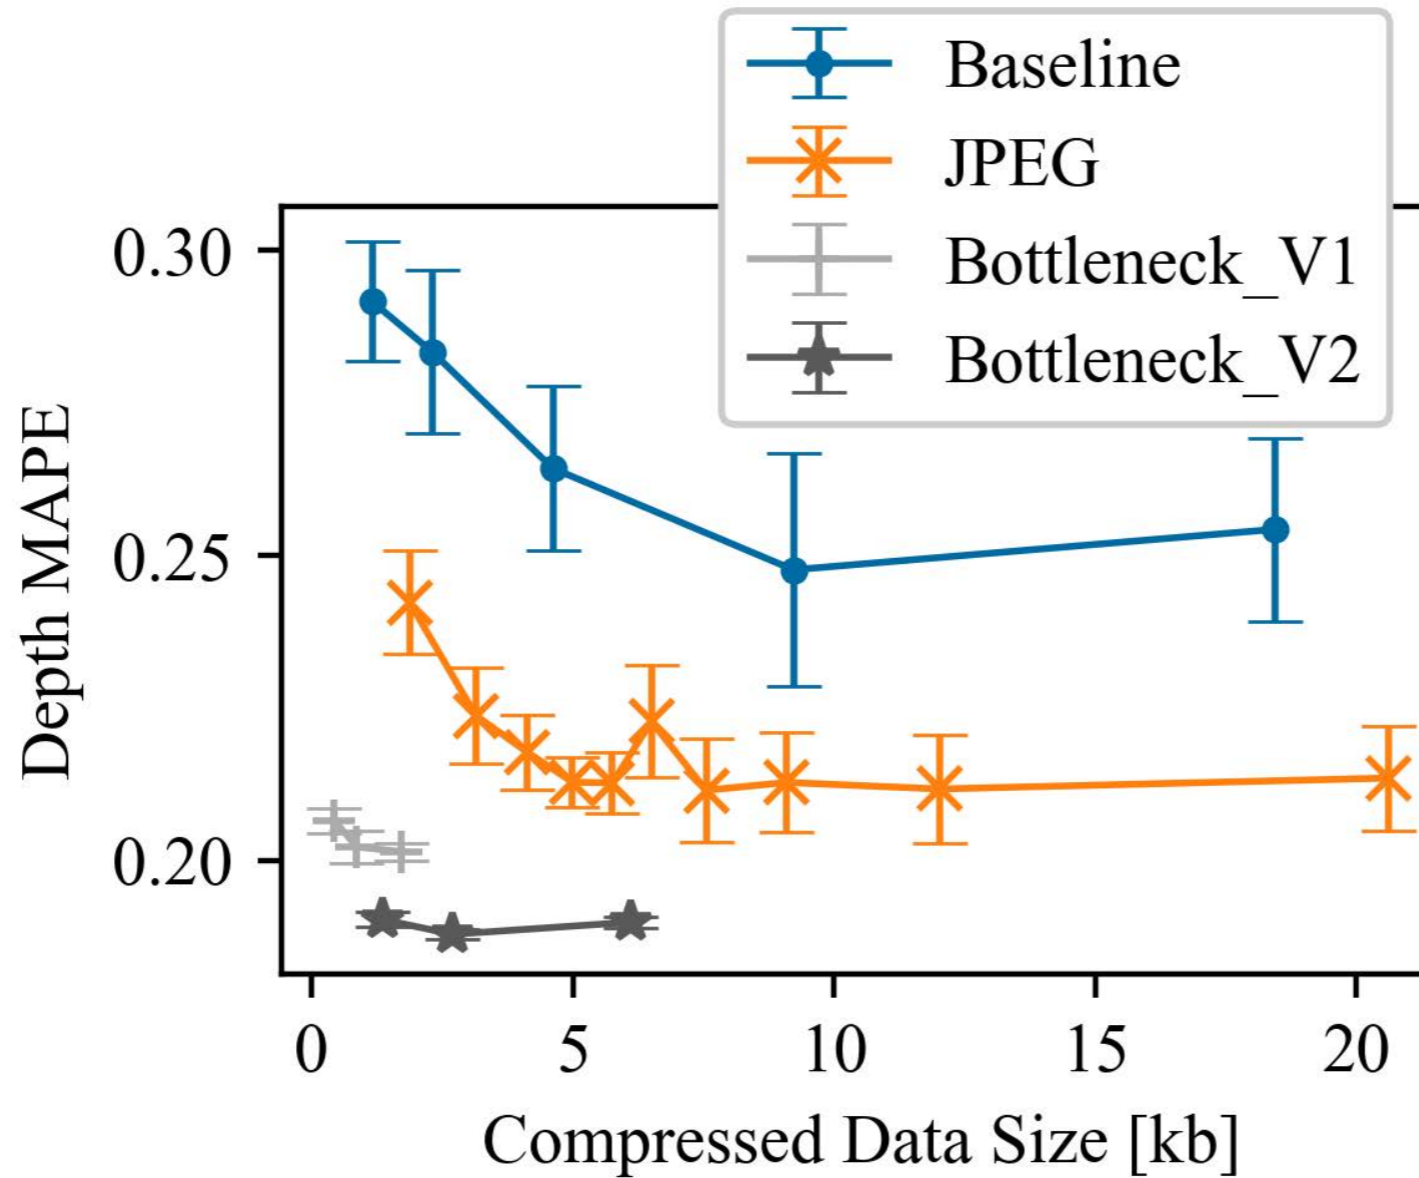 Baseline
JPEG
Bottleneck_V1
Bottleneck_V2
0.30
0.25
0.20
Depth MAPE
0 5 10 15 20
Compressed Data Size [kb]